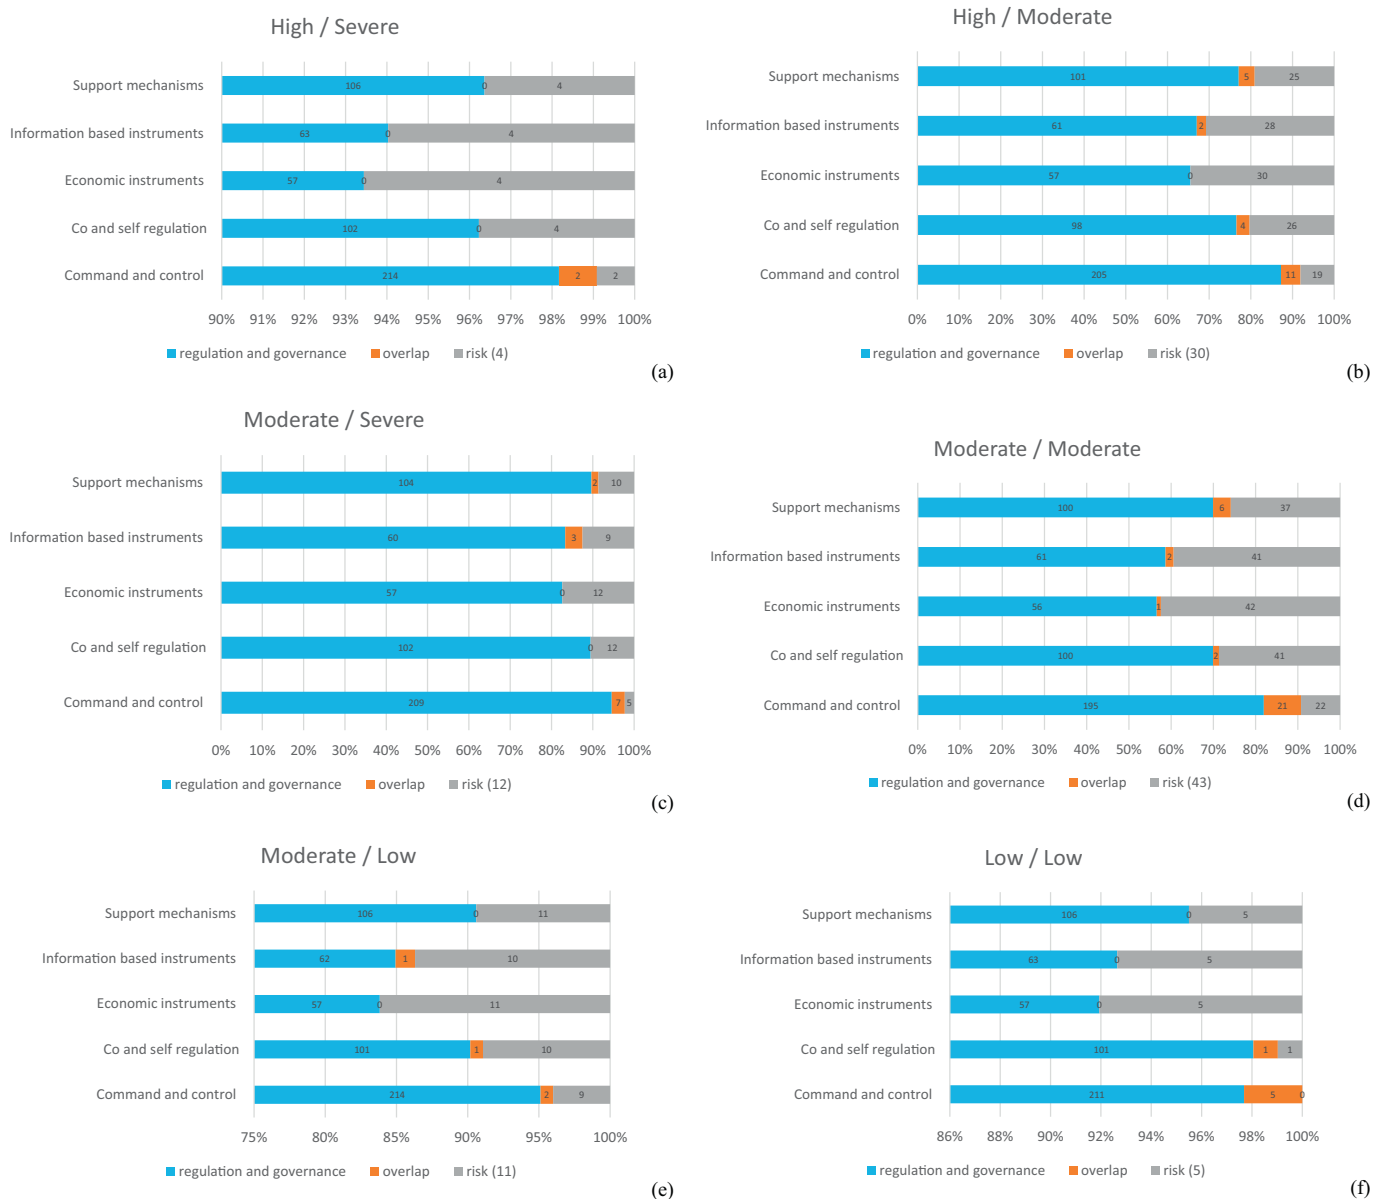 High / Severe
Support mechanisms 106 0 4
Information based instruments 63 0 4
Economic instruments 57 0 4
Co and self regulation 102 0 4
Command and control 214 2 2
90% 91% 92% 93% 94% 95% 96% 97% 98% 99% 100%
regulation and governance overlap risk (4)
(a)
High / Moderate
Support mechanisms 101 5 25
Information based instruments 61 2 28
Economic instruments 57 0 30
Co and self regulation 98 4 26
Command and control 205 11 19
0% 10% 20% 30% 40% 50% 60% 70% 80% 90% 100%
regulation and governance overlap risk (30)
(b)
Moderate / Severe
Support mechanisms 104 2 10
Information based instruments 60 3 9
Economic instruments 57 0 12
Co and self regulation 102 0 12
Command and control 209 7 5
0% 10% 20% 30% 40% 50% 60% 70% 80% 90% 100%
regulation and governance overlap risk (12)
(c)
Moderate / Moderate
Support mechanisms 100 6 37
Information based instruments 61 2 41
Economic instruments 56 1 42
Co and self regulation 100 2 41
Command and control 195 21 22
0% 10% 20% 30% 40% 50% 60% 70% 80% 90% 100%
regulation and governance overlap risk (43)
(d)
Moderate / Low
Support mechanisms 106 0 11
Information based instruments 62 1 10
Economic instruments 57 0 11
Co and self regulation 101 1 10
Command and control 214 2 9
75% 80% 85% 90% 95% 100%
regulation and governance overlap risk (11)
(e)
Low / Low
Support mechanisms 106 0 5
Information based instruments 63 0 5
Economic instruments 57 0 5
Co and self regulation 101 1 1
Command and control 211 5 0
86% 88% 90% 92% 94% 96% 98% 100%
regulation and governance overlap risk (5)
(f)